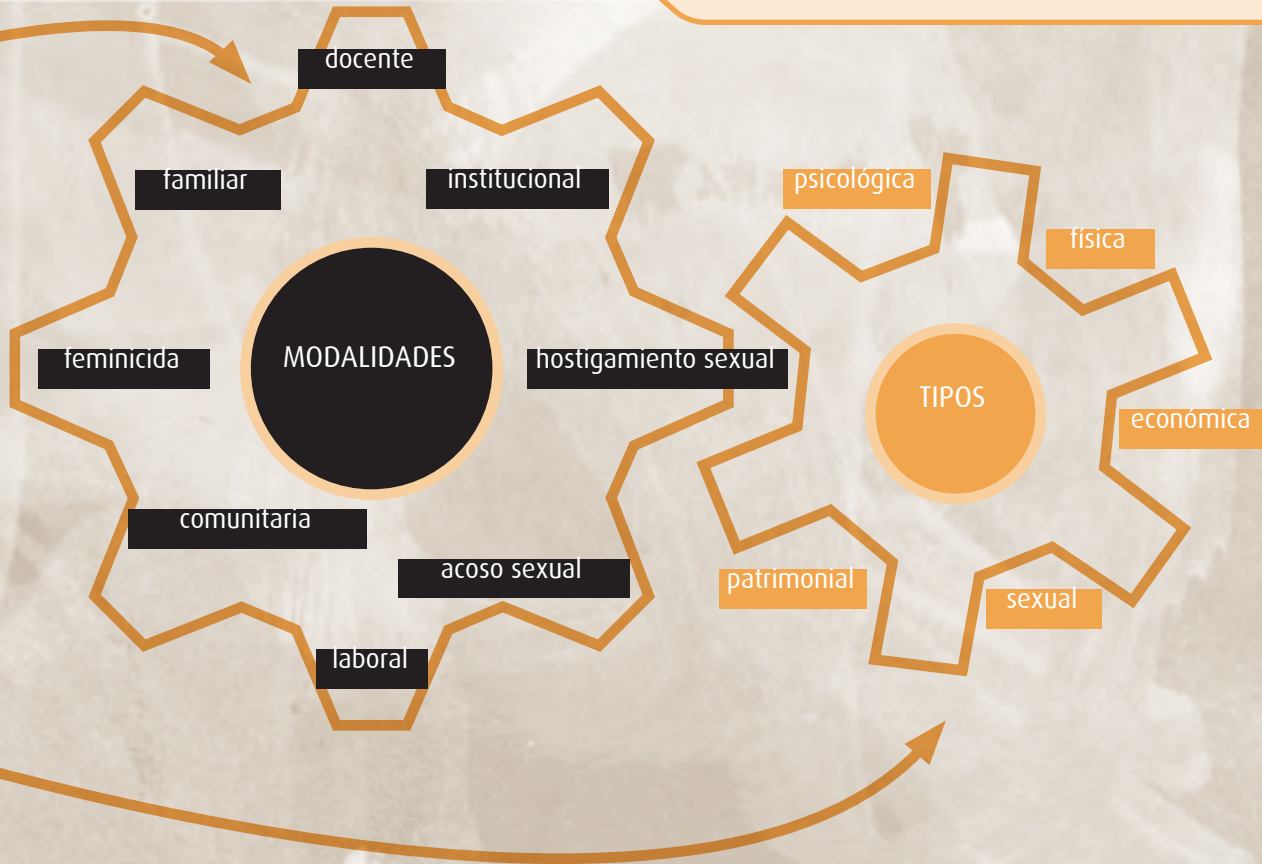 docente
familiar
institucional
feminicida
MODALIDADES
hostigamiento sexual
comunitaria
acoso sexual
laboral
psicológica
física
TIPOS
económica
patrimonial
sexual